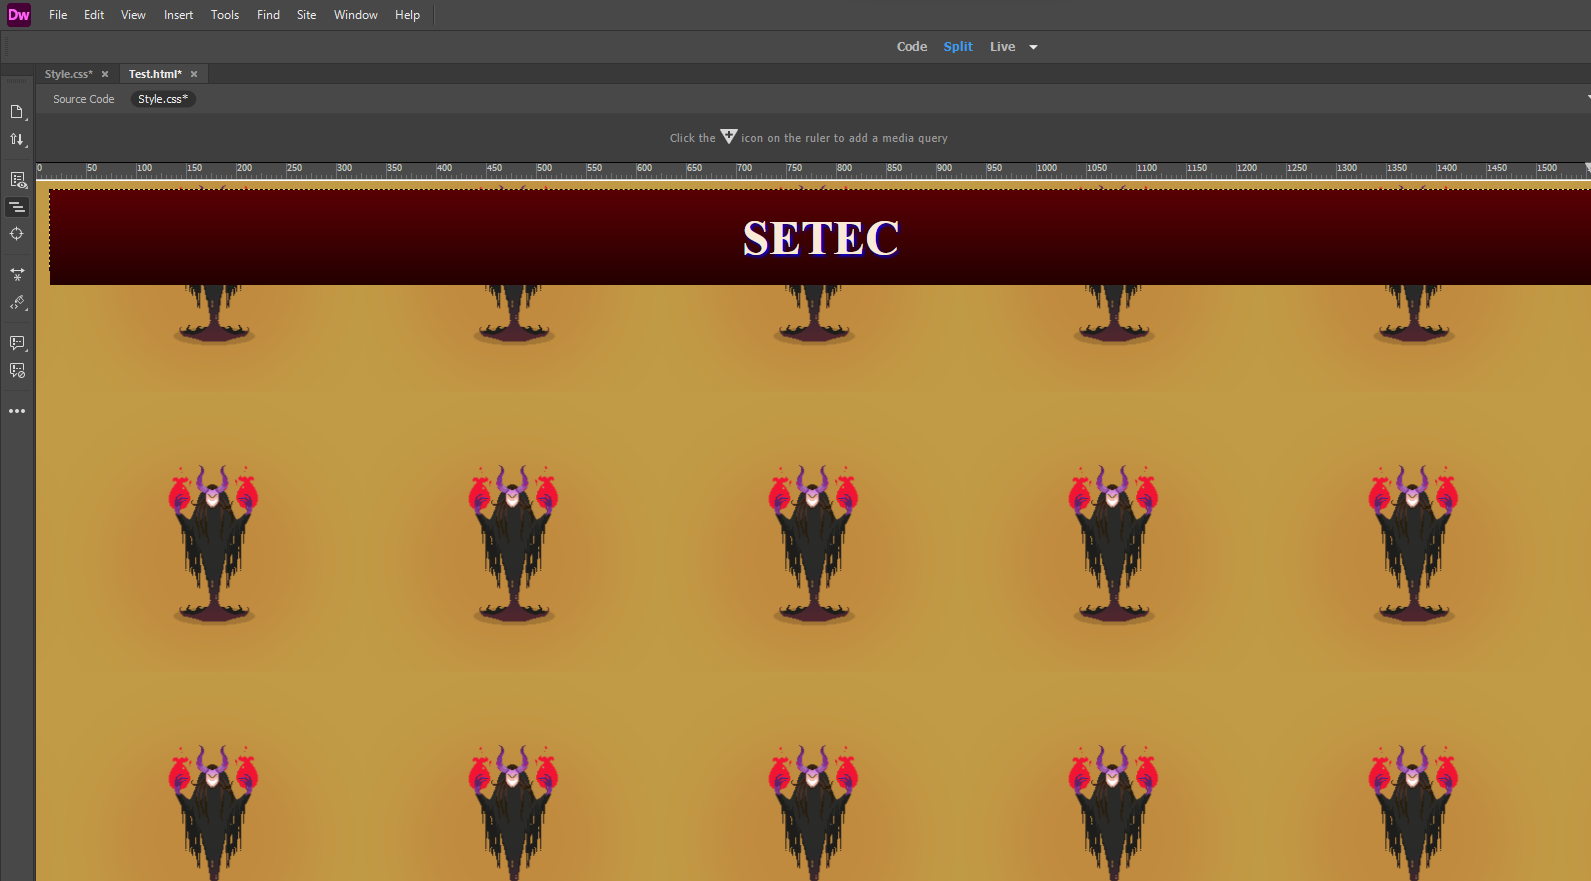 Dw File Edit View Insert Tools Find Site Window Help
Code Split Live
Style.css* × Test.html* ×
Source Code Style.css*
Click the icon on the ruler to add a media query
0 50 100 150 200 250 300 350 400 450 500 550 600 650 700 750 800 850 900 950 1000 1050 1100 1150 1200 1250 1300 1350 1400 1450 1500
SETEC